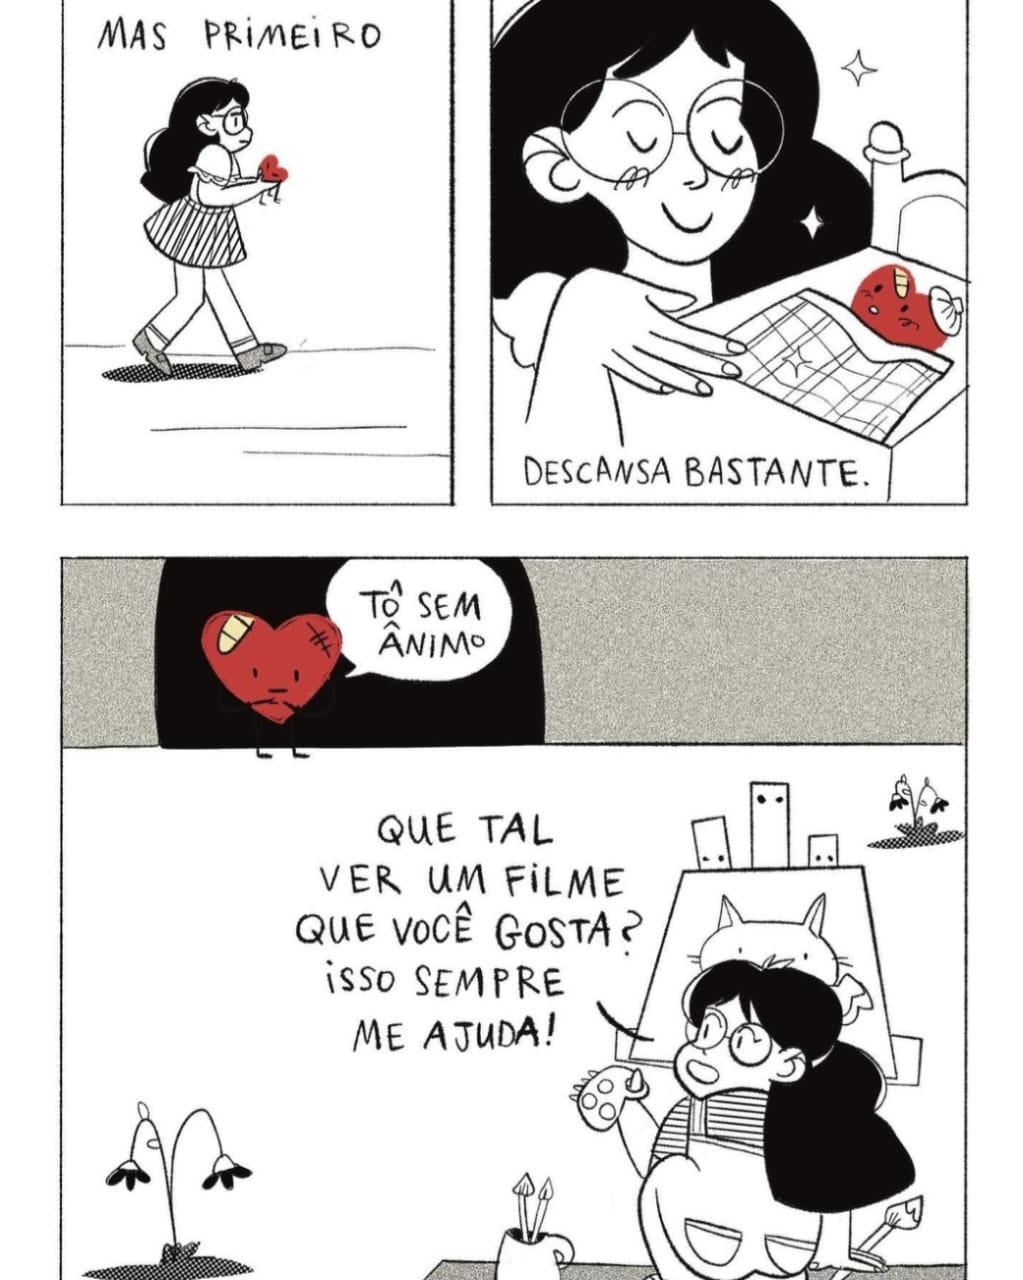 MAS PRIMEIRO
DESCANSA BASTANTE.
TÔ SEM
ÂNIMO
QUE TAL
VER UM FILME
QUE VOCÊ GOSTA?
ISSO SEMPRE
ME AJUDA!